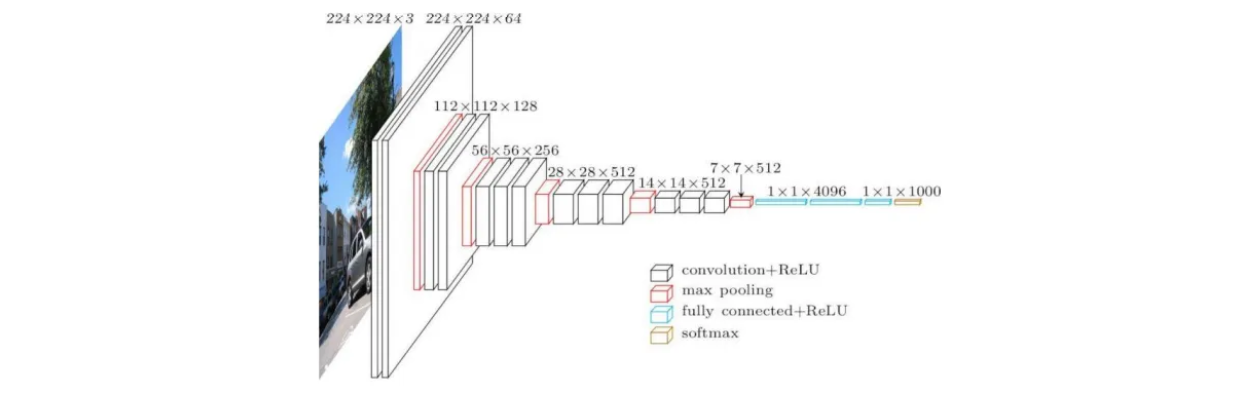 224×224×3 224×224×64
112×112×128
56×56×256
28×28×512
14×14×512
7×7×512
1×1×4096 1×1×1000
convolution+ReLU
max pooling
fully connected+ReLU
softmax